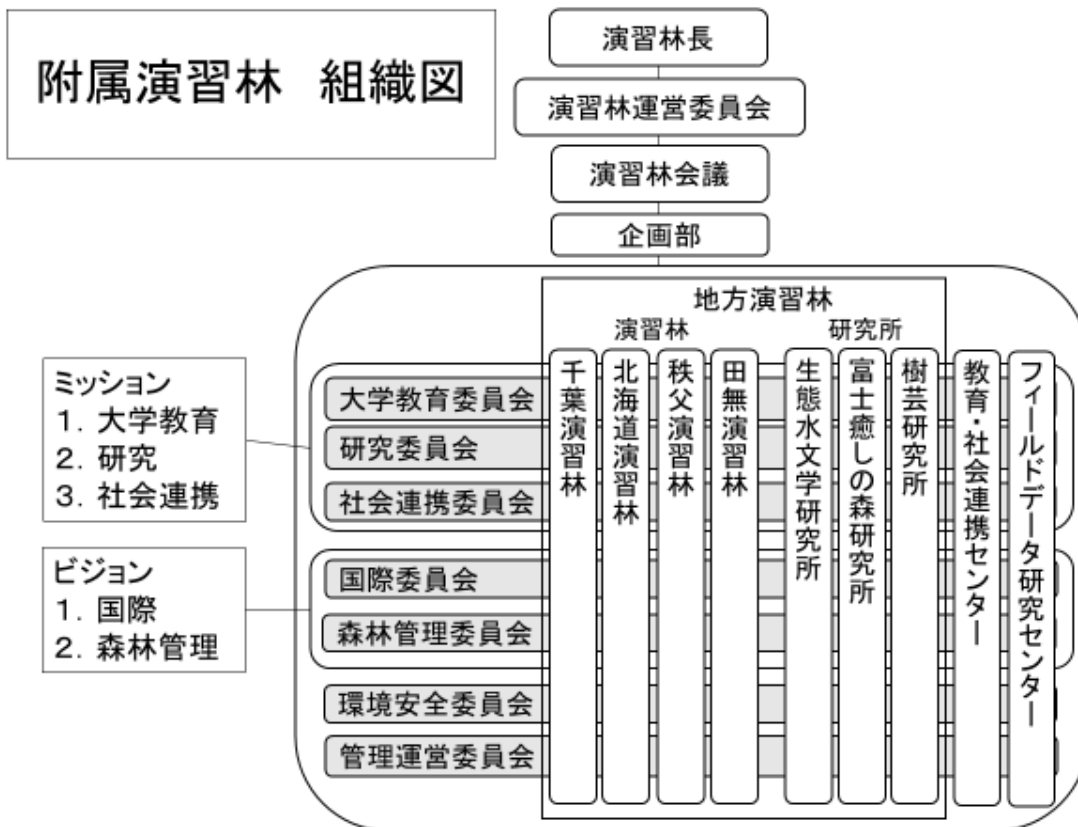 附属演習林 組織図
演習林長
演習林運営委員会
演習林会議
企画部
地方演習林
演習林
研究所
ミッション
1. 大学教育
2. 研究
3. 社会連携
ビジョン
1. 国際
2. 森林管理
大学教育委員会
研究委員会
社会連携委員会
国際委員会
森林管理委員会
環境安全委員会
管理運営委員会
千葉演習林
北海道演習林
秩父演習林
田無演習林
生態水文学研究所
富士癒しの森研究所
樹芸研究所
教育・社会連携センター
フィールドデータ研究センター